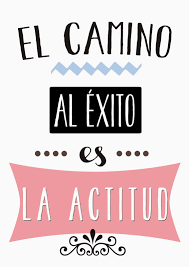 EL CAMINO
AL ÉXITO
es
LA ACTITUD